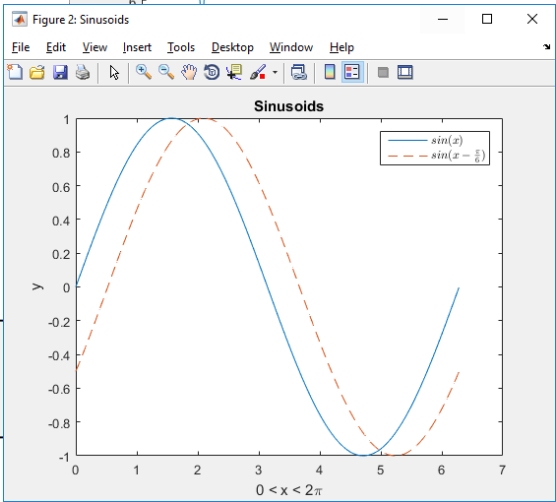 Figure 2: Sinusoids
File Edit View Insert Tools Desktop Window Help
Sinusoids
sin(x)
sin(x − π/6)
1
0.8
0.6
0.4
0.2
0
-0.2
-0.4
-0.6
-0.8
-1
y
0 1 2 3 4 5 6 7
0 < x < 2π